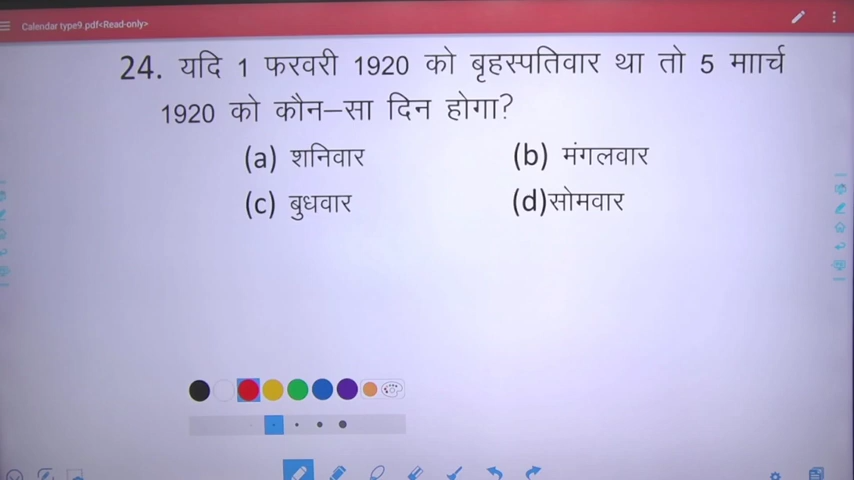 Calendar type9.pdf<Read-only>
24. यदि 1 फरवरी 1920 को बृहस्पतिवार था तो 5 माार्च
1920 को कौन–सा दिन होगा?
(a) शनिवार (b) मंगलवार
(c) बुधवार (d)सोमवार